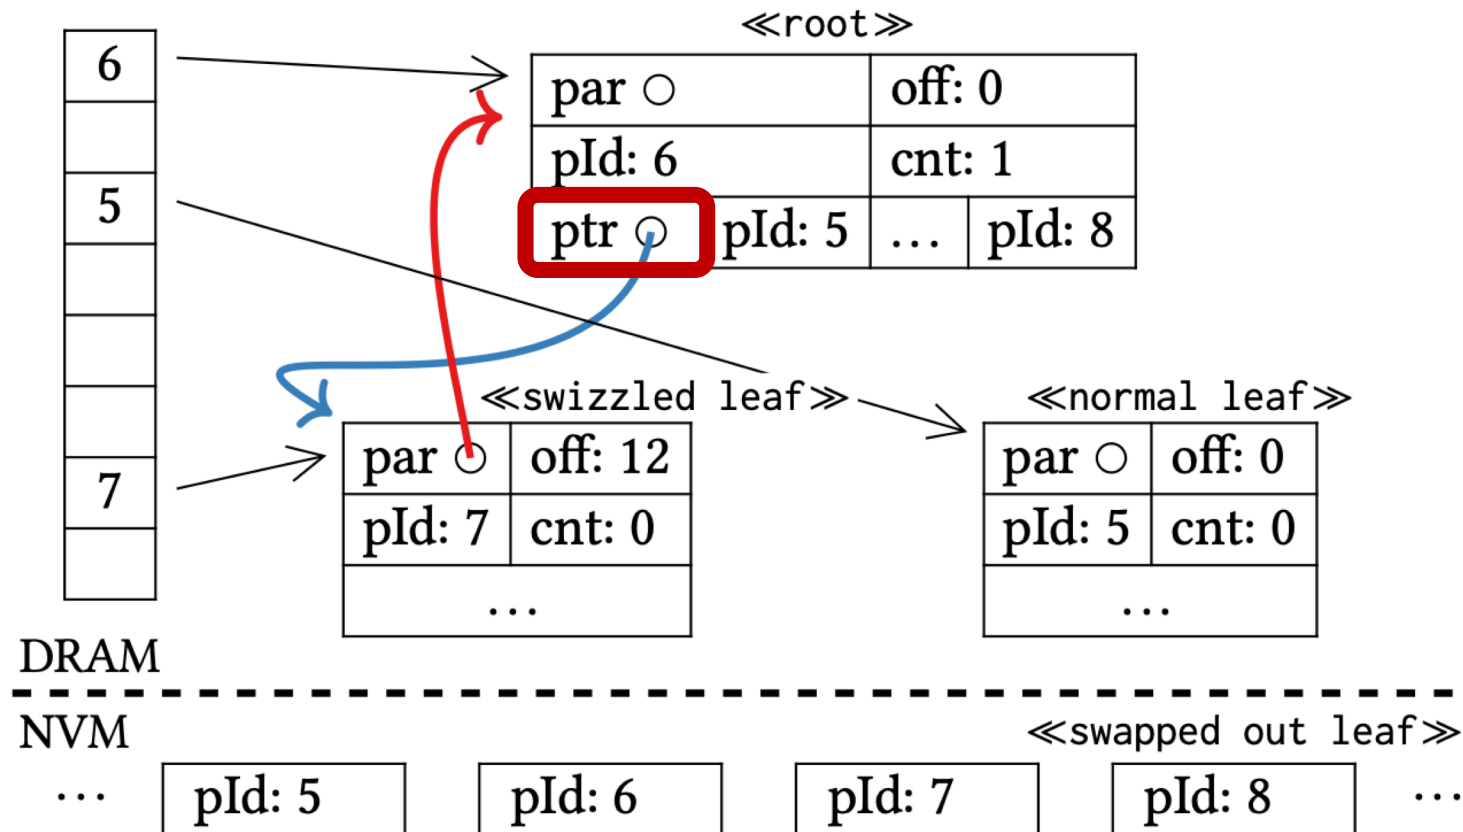 ≪root≫
6
par off: 0
pId: 6 cnt: 1
5
ptr pId: 5 ... pId: 8
≪swizzled leaf≫ ≪normal leaf≫
par off: 12
pId: 7 cnt: 0
...
par off: 0
pId: 5 cnt: 0
...
7
DRAM
NVM ≪swapped out leaf≫
... pId: 5 pId: 6 pId: 7 pId: 8 ...